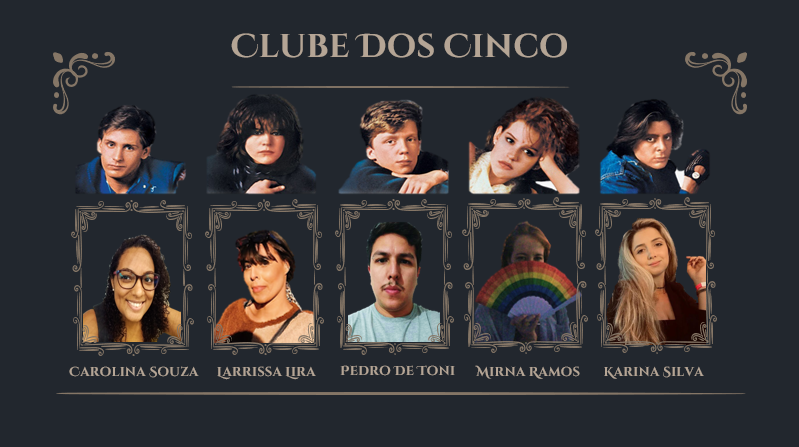 Clube Dos Cinco
Carolina Souza Larrissa Lira Pedro De Toni Mirna Ramos Karina Silva